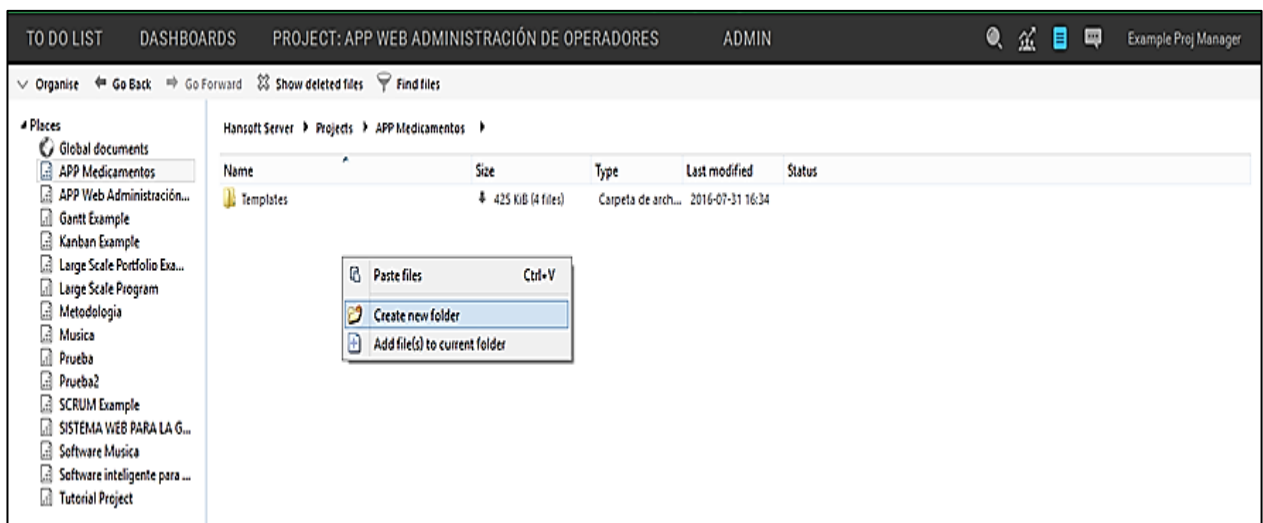 TO DO LIST DASHBOARDS PROJECT: APP WEB ADMINISTRACIÓN DE OPERADORES ADMIN Example Proj Manager
Organise Go Back Go Forward Show deleted files Find files
Places
Global documents
APP Medicamentos
APP Web Administración...
Gantt Example
Kanban Example
Large Scale Portfolio Exa...
Large Scale Program
Metodologia
Musica
Prueba
Prueba2
SCRUM Example
SISTEMA WEB PARA LA G...
Software Musica
Software inteligente para ...
Tutorial Project
Hansoft Server Projects APP Medicamentos
Name Size Type Last modified Status
Templates 425 KiB (4 files) Carpeta de arch... 2016-07-31 16:34
Paste files Ctrl+V
Create new folder
Add file(s) to current folder